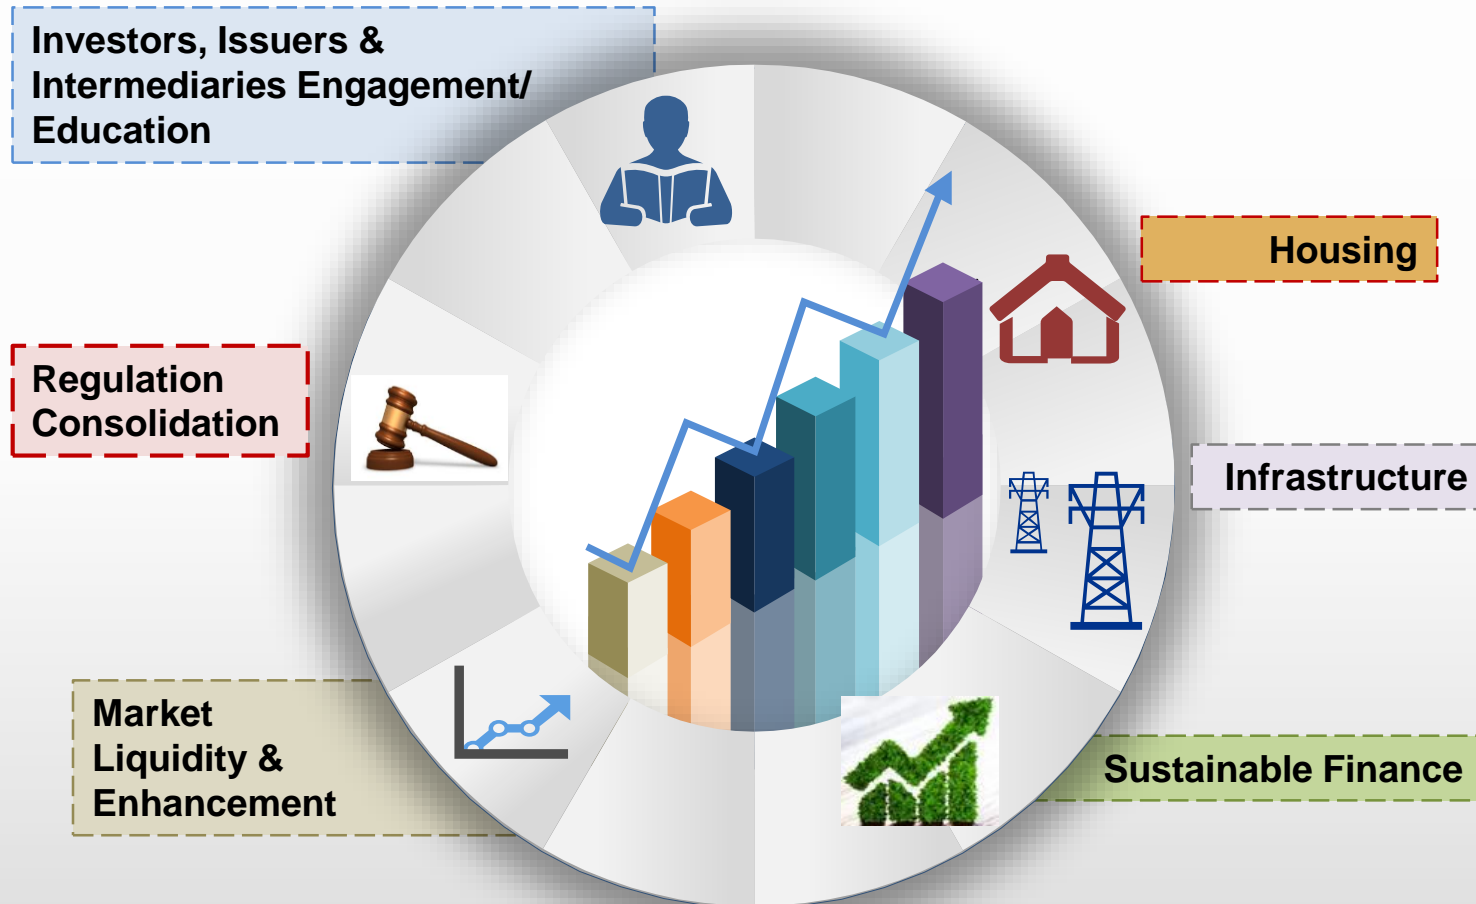 Investors, Issuers &
Intermediaries Engagement/
Education
Housing
Regulation
Consolidation
Infrastructure
Market
Liquidity &
Enhancement
Sustainable Finance